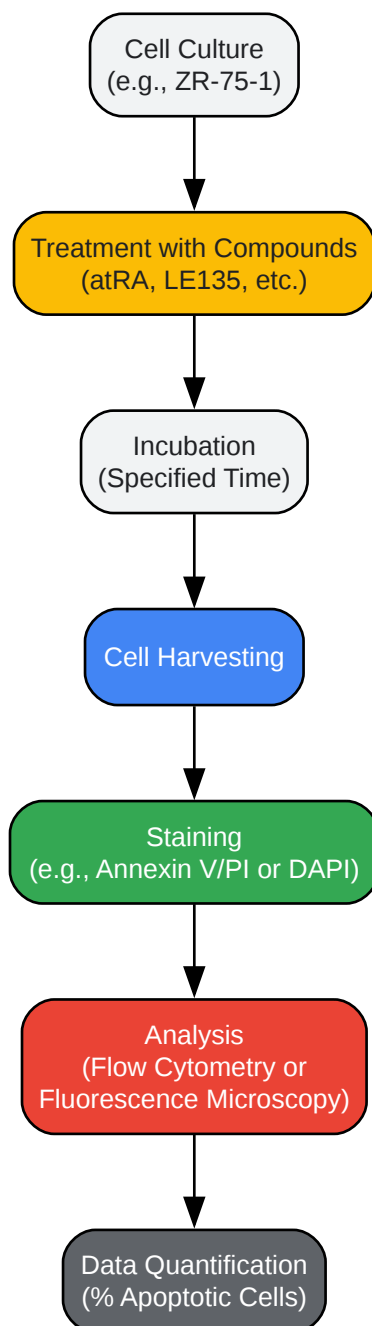 Cell Culture
(e.g., ZR-75-1)
Treatment with Compounds
(atRA, LE135, etc.)
Incubation
(Specified Time)
Cell Harvesting
Staining
(e.g., Annexin V/PI or DAPI)
Analysis
(Flow Cytometry or
Fluorescence Microscopy)
Data Quantification
(% Apoptotic Cells)